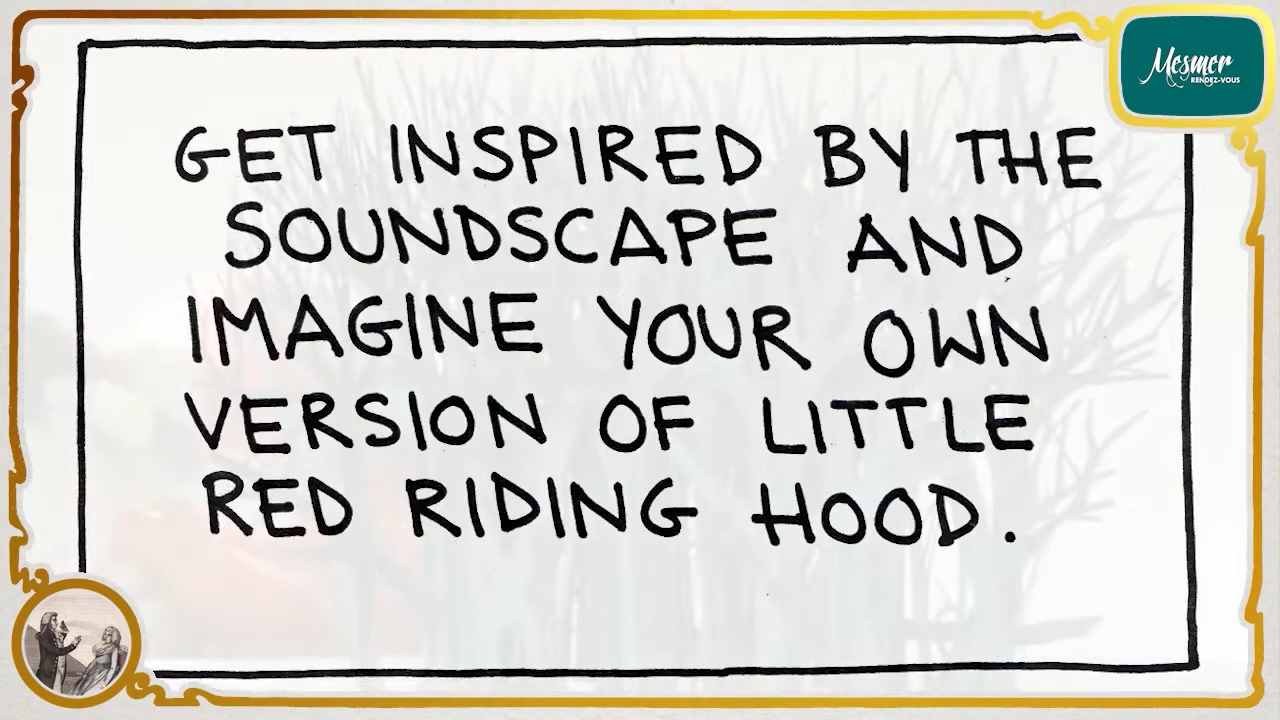 Mesmer
RENDEZ-VOUS
GET INSPIRED BY THE
SOUNDSCAPE AND
IMAGINE YOUR OWN
VERSION OF LITTLE
RED RIDING HOOD.